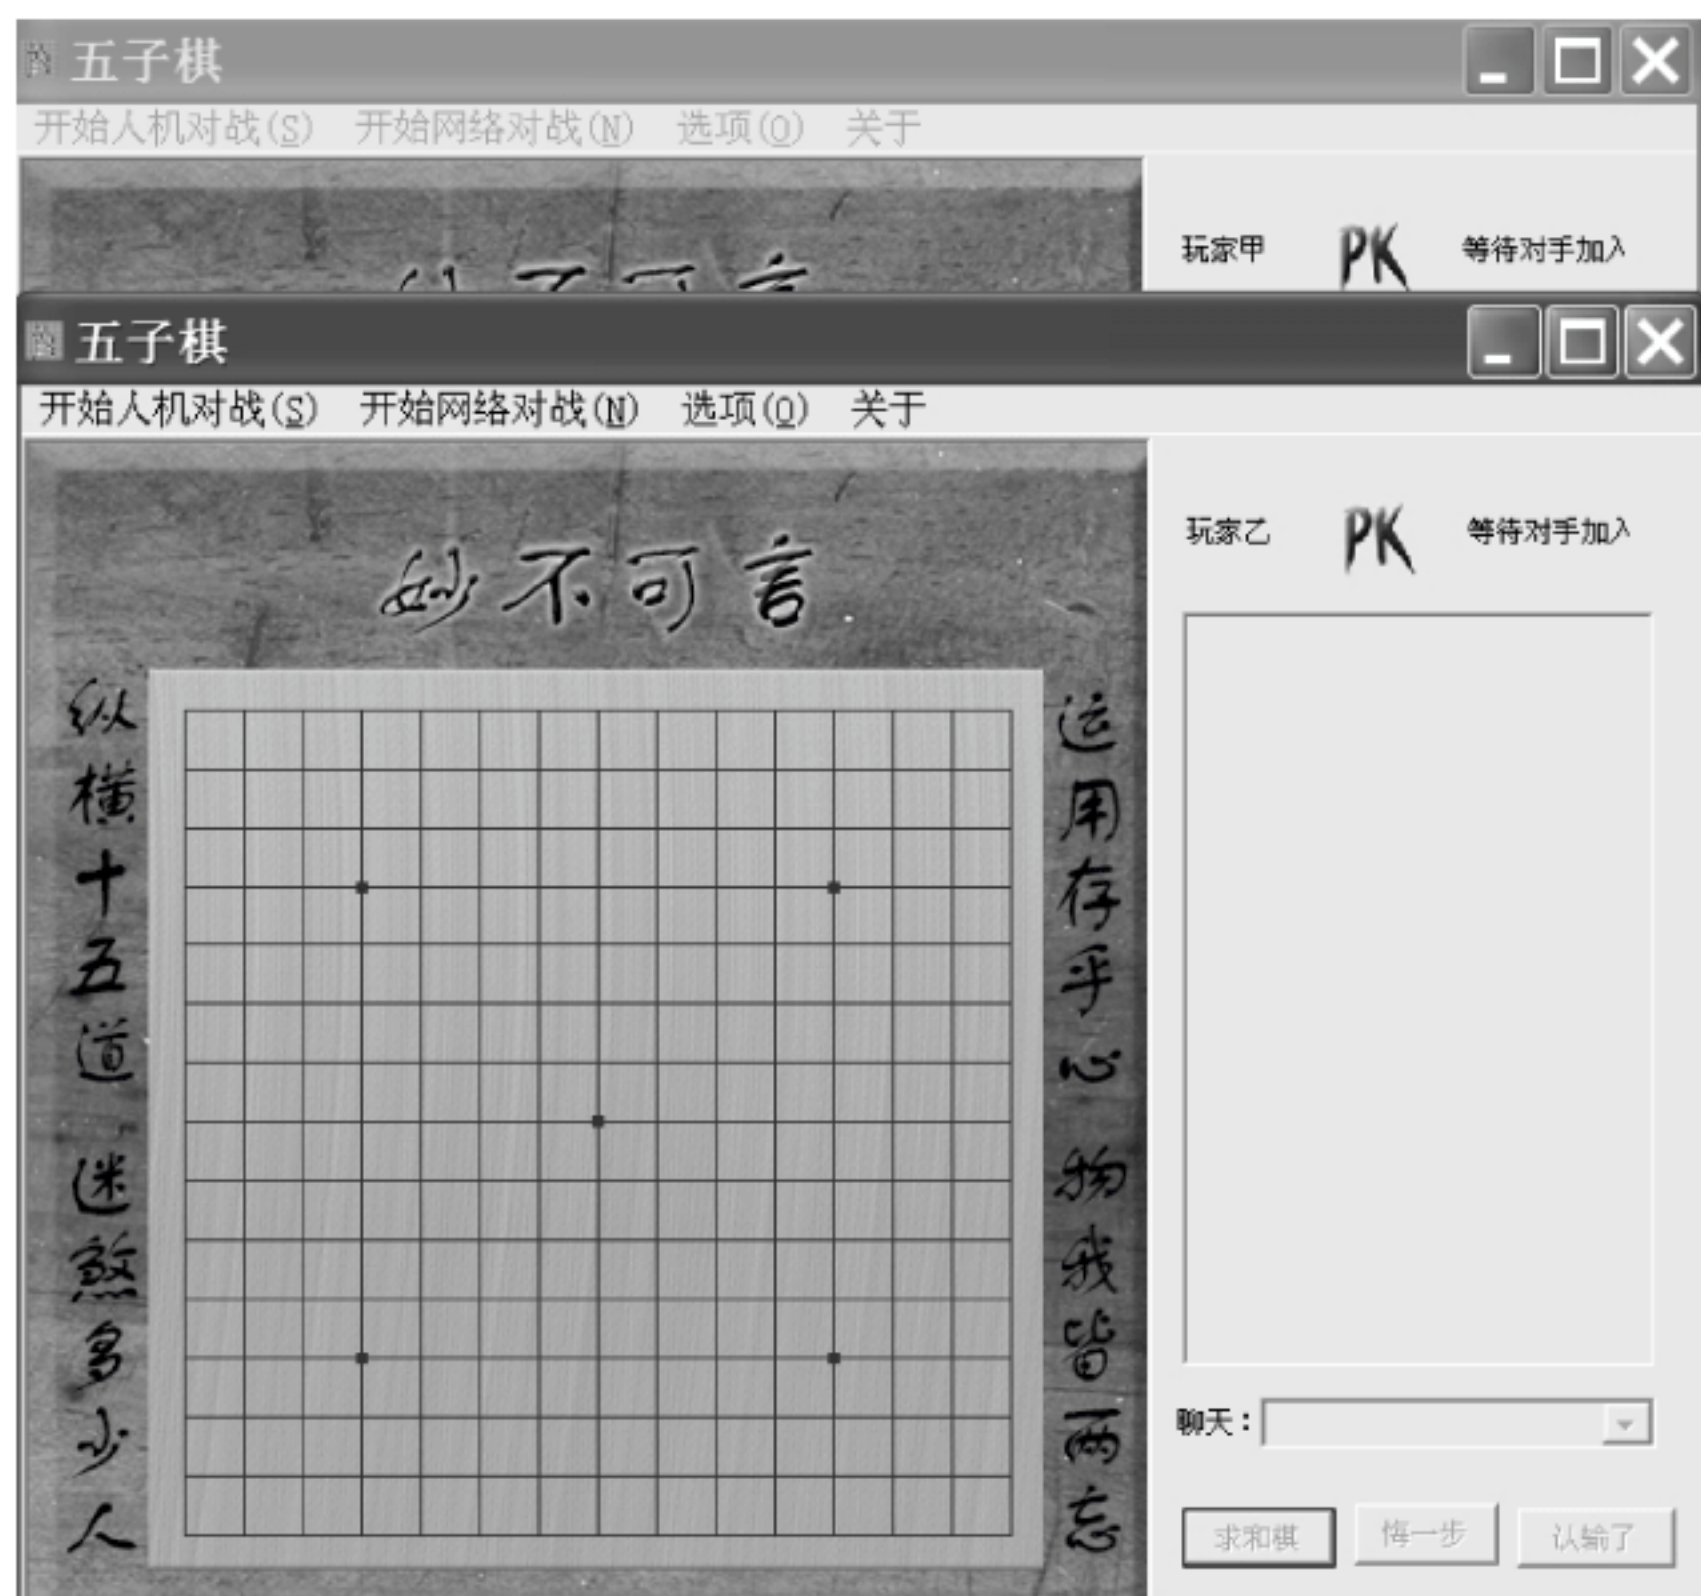 五子棋
开始人机对战(S) 开始网络对战(N) 选项(O) 关于
妙不可言
玩家甲 PK 等待对手加入
五子棋
开始人机对战(S) 开始网络对战(N) 选项(O) 关于
妙不可言
玩家乙 PK 等待对手加入
纵横十五道 迷煞多少人
运用存乎心 物我皆两忘
聊天：
求和棋 悔一步 认输了